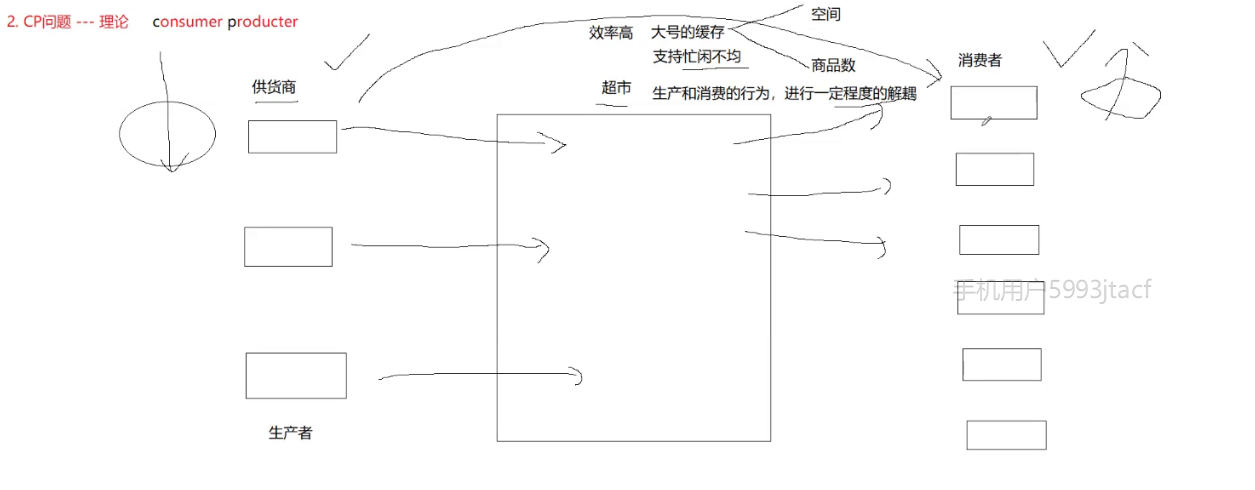 2. CP问题 --- 理论 consumer producter
空间
效率高 大号的缓存
支持忙闲不均
商品数
消费者
供货商
超市
生产和消费的行为，进行一定程度的解耦
手机用户5993jtacf
生产者